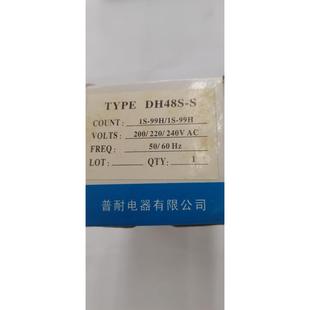 TYPE DH48S-S
COUNT: 1S-99H/1S-99H
VOLTS: 200/220/240V AC
FREQ: 50/60 Hz
LOT: QTY: 1
普耐电器有限公司